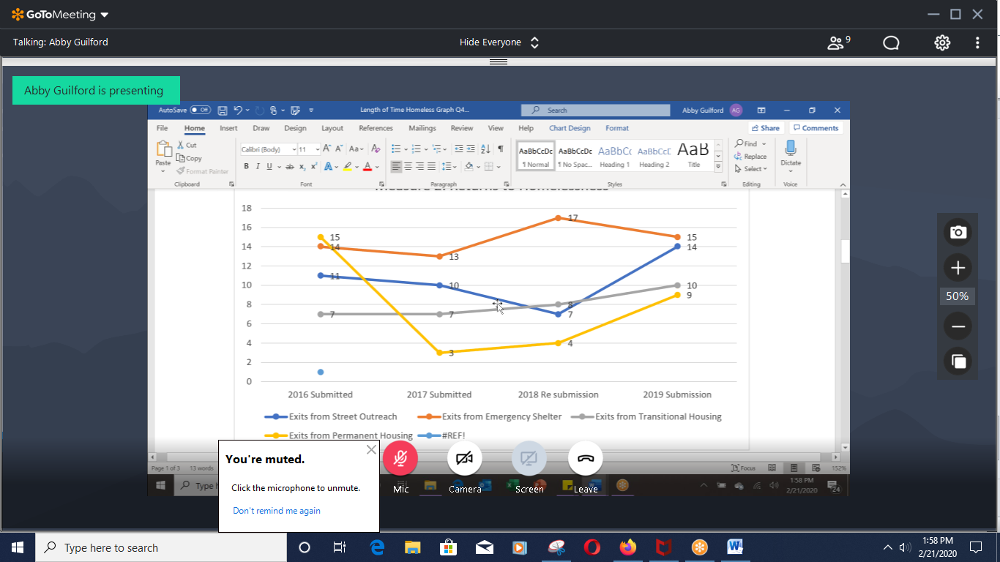 GoToMeeting
Talking: Abby Guilford
Hide Everyone
9
Abby Guilford is presenting
AutoSave Off
Length of Time Homeless Graph Q4...
Search
Abby Guilford AG
File Home Insert Draw Design Layout References Mailings Review View Help Chart Design Format
Share Comments
Paste
Cut
Copy
Format Painter
Clipboard
Calibri (Body) 11
Font
Paragraph
AaBbCcDc
¶ Normal
AaBbCcDc
¶ No Spac...
AaBbCc
Heading 1
AaBbCcE
Heading 2
AaB
Title
Styles
Find
Replace
Select
Editing
Dictate
Voice
Measure 2: Returns to Homelessness
18
16
14
12
10
8
6
4
2
0
15
14
11
7
13
10
7
3
17
8
7
4
15
14
10
9
2016 Submitted 2017 Submitted 2018 Re submission 2019 Submission
Exits from Street Outreach Exits from Emergency Shelter Exits from Transitional Housing
Exits from Permanent Housing #REF!
50%
Page 1 of 3 13 words
Focus
152%
You're muted.
Click the microphone to unmute.
Don't remind me again
Mic Camera Screen Leave
Type h
1:58 PM
2/21/2020
24
Type here to search
1:58 PM
2/21/2020